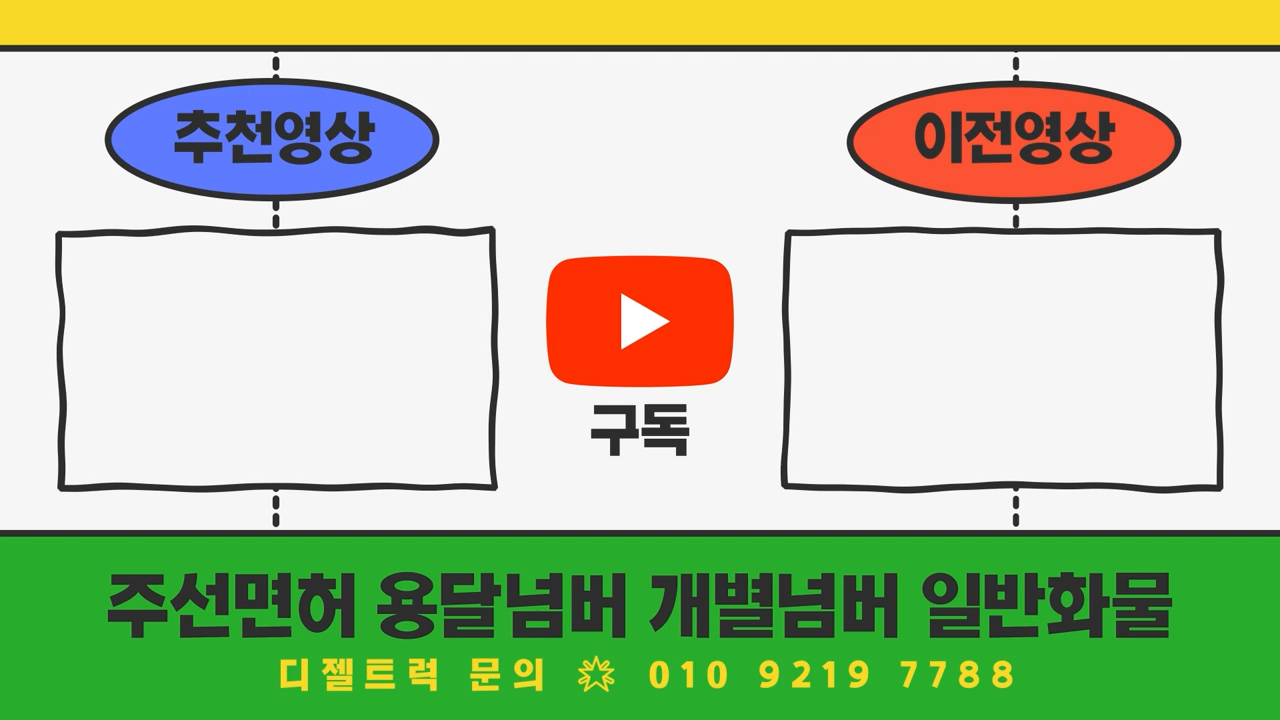 추천영상
이전영상
구독
주선면허 용달넘버 개별넘버 일반화물
디젤트럭 문의 010 9219 7788